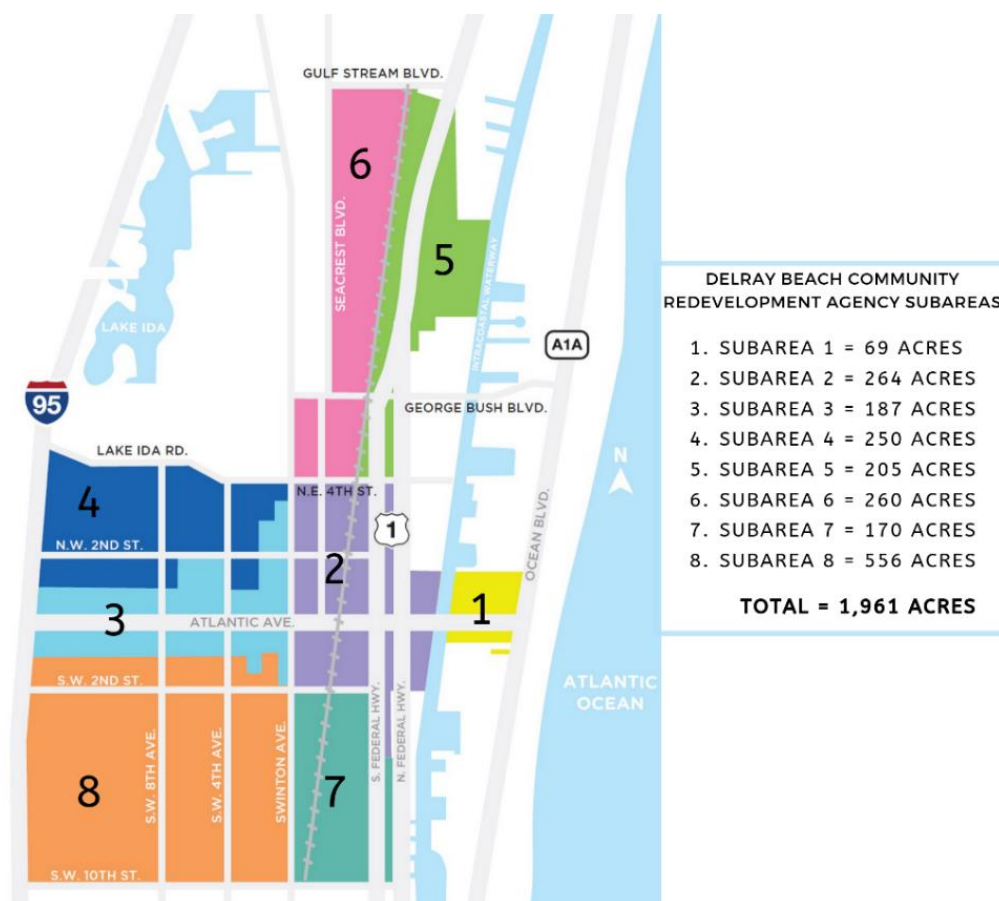 GULF STREAM BLVD.
6
SEACREST BLVD.
5
INTRACOASTAL WATERWAY
LAKE IDA
A1A
95
GEORGE BUSH BLVD.
LAKE IDA RD.
N
N.E. 4TH ST.
4
1
N.W. 2ND ST.
2
OCEAN BLVD.
3
ATLANTIC AVE.
1
S.W. 2ND ST.
ATLANTIC
OCEAN
S.W. 8TH AVE.
S.W. 4TH AVE.
SWINTON AVE.
S. FEDERAL HWY.
N. FEDERAL HWY.
8
7
S.W. 10TH ST.
DELRAY BEACH COMMUNITY
REDEVELOPMENT AGENCY SUBAREAS
1. SUBAREA 1 = 69 ACRES
2. SUBAREA 2 = 264 ACRES
3. SUBAREA 3 = 187 ACRES
4. SUBAREA 4 = 250 ACRES
5. SUBAREA 5 = 205 ACRES
6. SUBAREA 6 = 260 ACRES
7. SUBAREA 7 = 170 ACRES
8. SUBAREA 8 = 556 ACRES
TOTAL = 1,961 ACRES